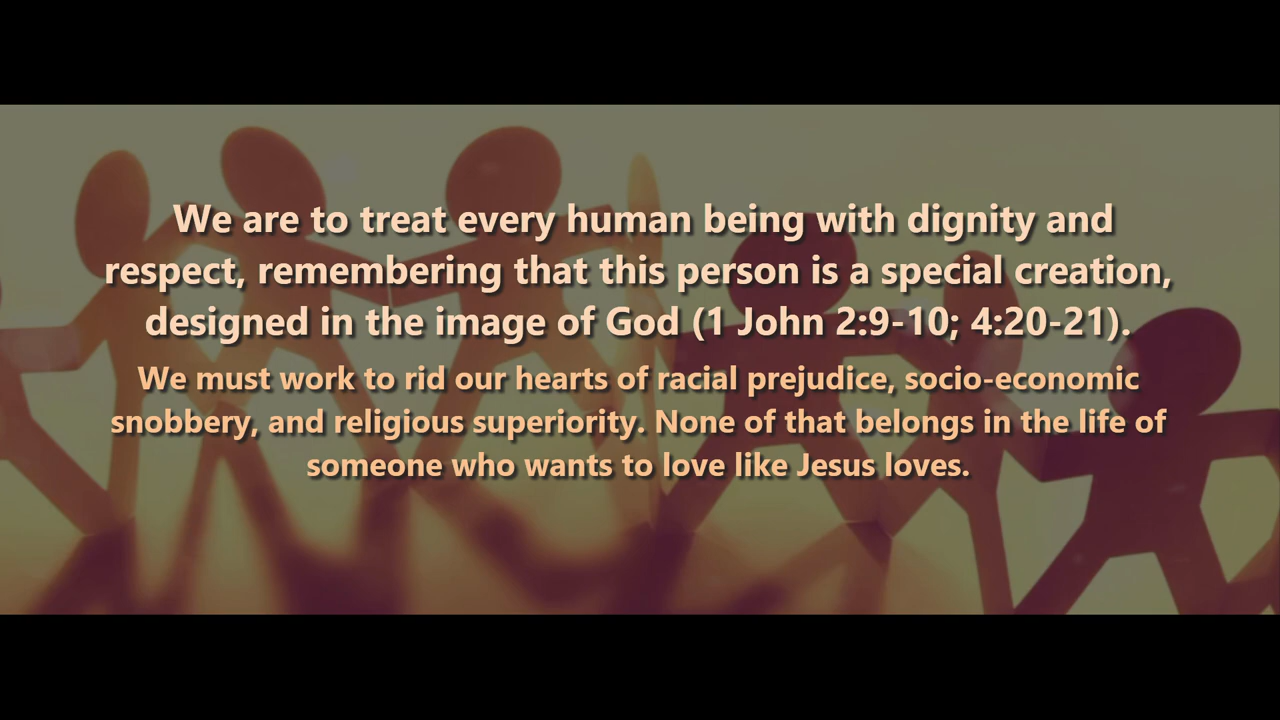 We are to treat every human being with dignity and
respect, remembering that this person is a special creation,
designed in the image of God (1 John 2:9-10; 4:20-21).
We must work to rid our hearts of racial prejudice, socio-economic
snobbery, and religious superiority. None of that belongs in the life of
someone who wants to love like Jesus loves.